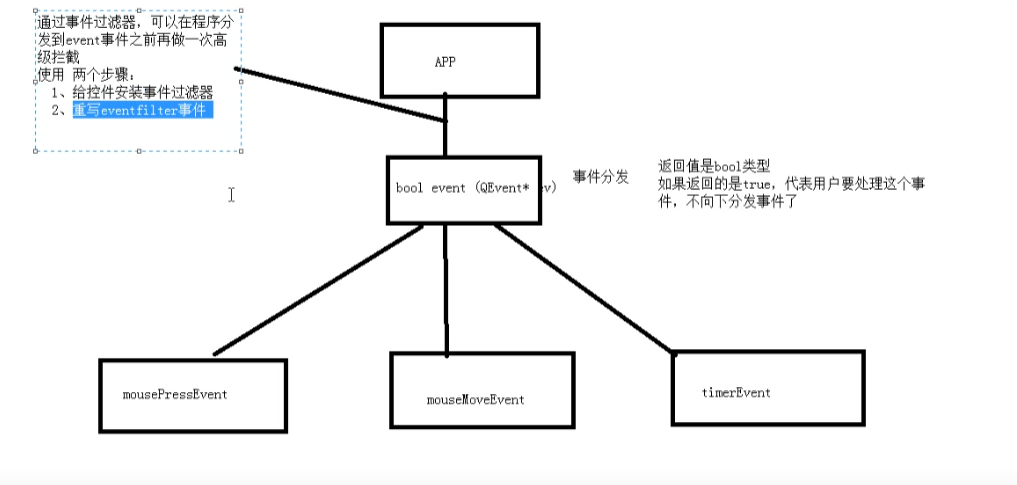 通过事件过滤器，可以在程序分
发到event事件之前再做一次高
级拦截
使用 两个步骤：
1、给控件安装事件过滤器
2、重写eventfilter事件
APP
bool event (QEvent* ev)
事件分发
返回值是bool类型
如果返回的是true，代表用户要处理这个事
件，不向下分发事件了
mousePressEvent
mouseMoveEvent
timerEvent